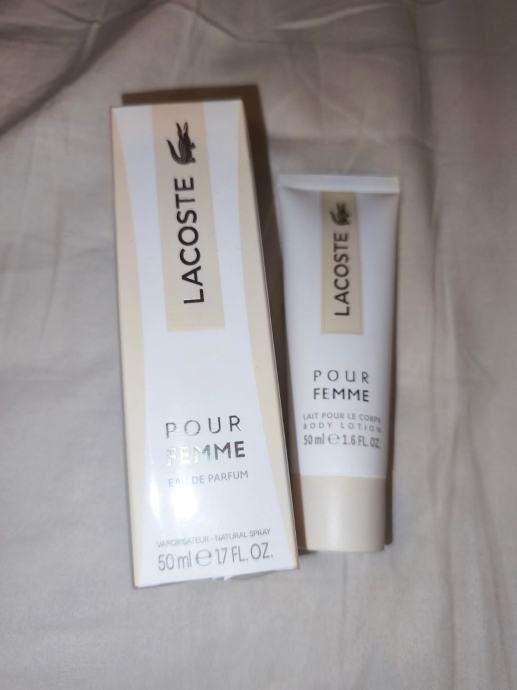 LACOSTE
POUR
FEMME
EAU DE PARFUM
VAPORISATEUR - NATURAL SPRAY
50 ml e 1.7 FL. OZ.
LACOSTE
POUR
FEMME
LAIT POUR LE CORPS
BODY LOTION
50 ml e 1.6 FL. OZ.